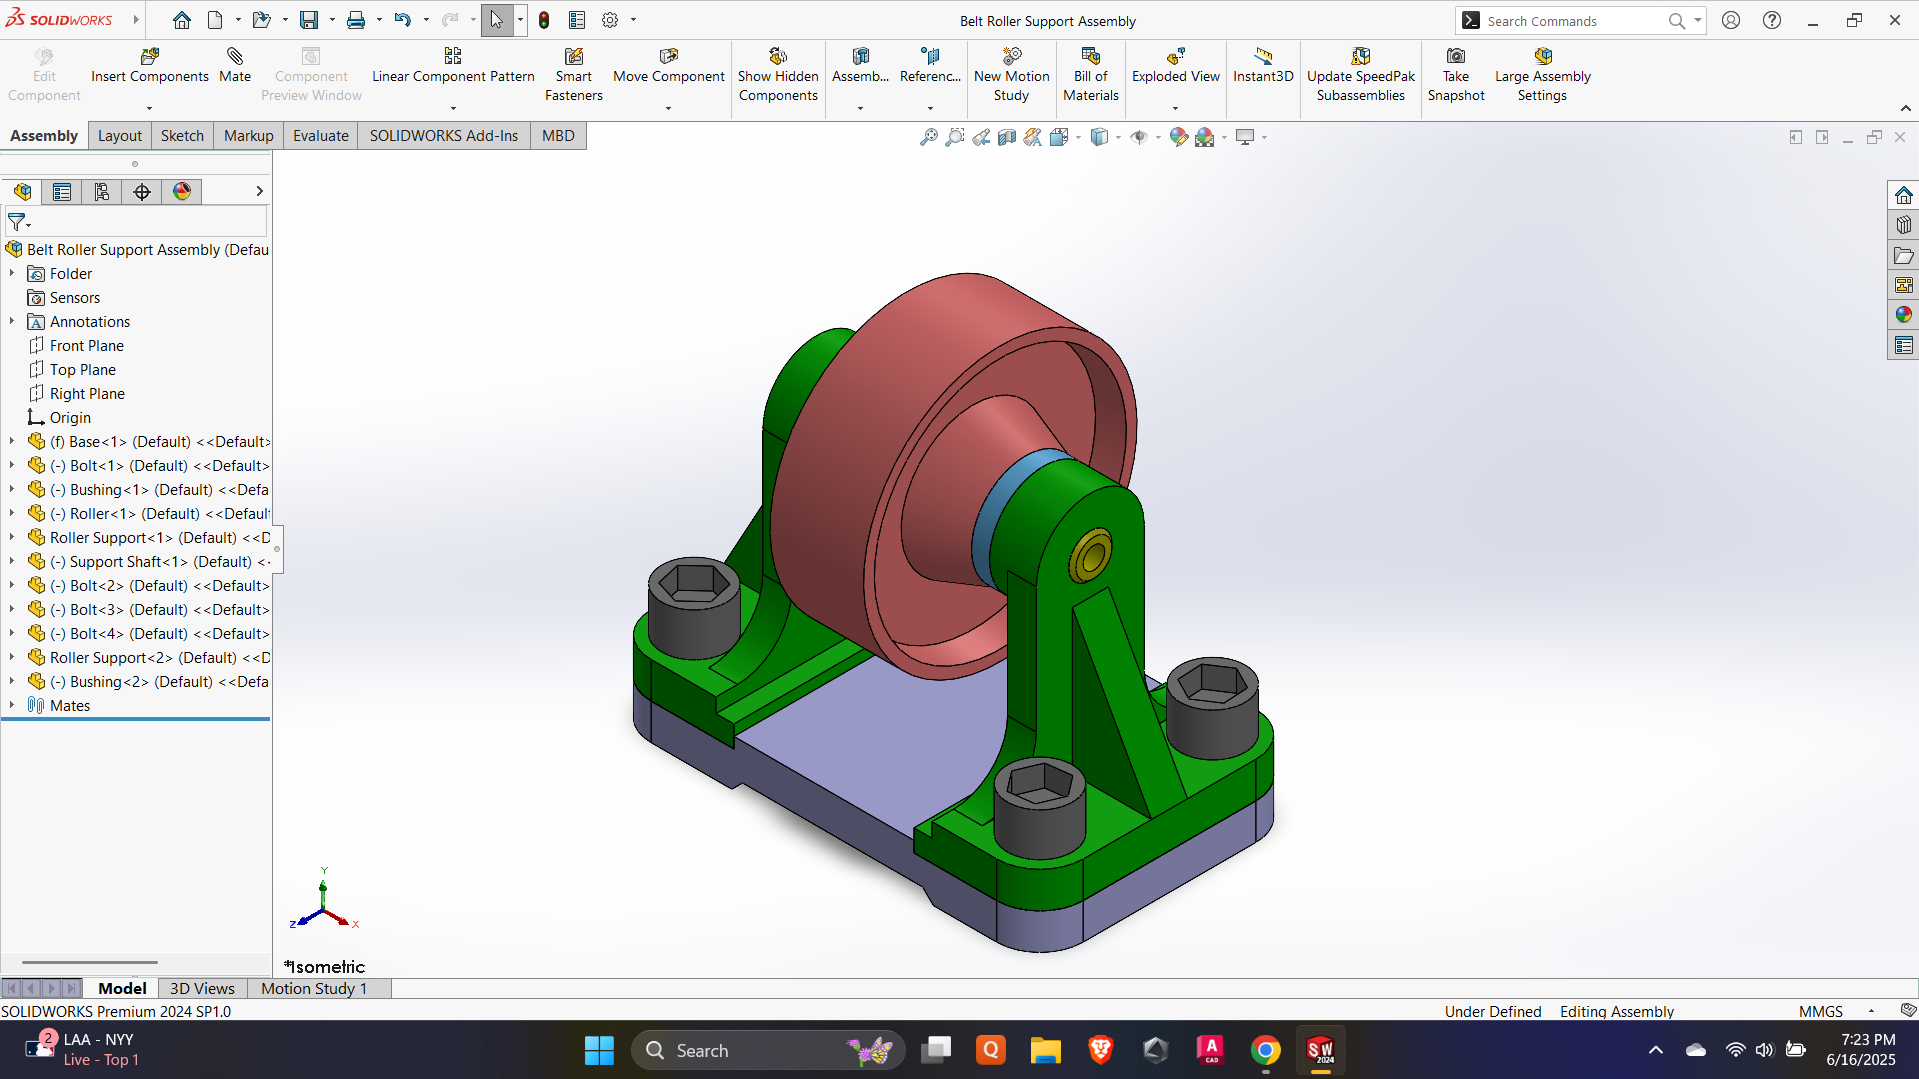 SOLIDWORKS
Belt Roller Support Assembly
Search Commands
Edit Component
Insert Components
Mate
Component Preview Window
Linear Component Pattern
Smart Fasteners
Move Component
Show Hidden Components
Assemb...
Referenc...
New Motion Study
Bill of Materials
Exploded View
Instant3D
Update SpeedPak Subassemblies
Take Snapshot
Large Assembly Settings
Assembly
Layout
Sketch
Markup
Evaluate
SOLIDWORKS Add-Ins
MBD
Belt Roller Support Assembly (Defau
Folder
Sensors
Annotations
Front Plane
Top Plane
Right Plane
Origin
(f) Base<1> (Default) <<Default>
(-) Bolt<1> (Default) <<Default>
(-) Bushing<1> (Default) <<Defa
(-) Roller<1> (Default) <<Default
Roller Support<1> (Default) <<D
(-) Support Shaft<1> (Default) <<
(-) Bolt<2> (Default) <<Default>
(-) Bolt<3> (Default) <<Default>
(-) Bolt<4> (Default) <<Default>
Roller Support<2> (Default) <<D
(-) Bushing<2> (Default) <<Defa
Mates
Y
Z
X
*Isometric
Model
3D Views
Motion Study 1
SOLIDWORKS Premium 2024 SP1.0
Under Defined
Editing Assembly
MMGS
2
LAA - NYY
Live - Top 1
Search
Q
A
CAD
SW
2024
7:23 PM
6/16/2025